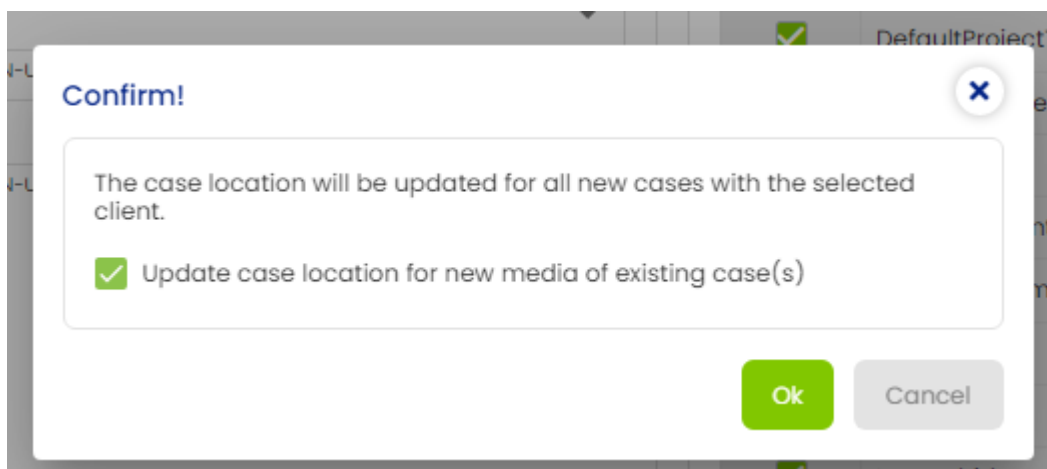 DefaultProject
Confirm!
The case location will be updated for all new cases with the selected
client.
Update case location for new media of existing case(s)
Ok
Cancel